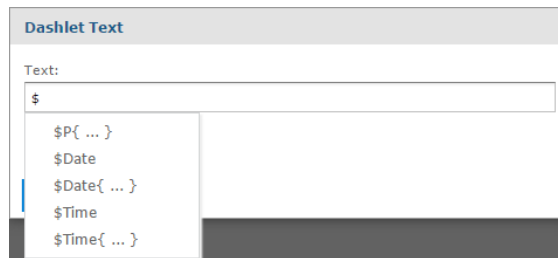 Dashlet Text
Text:
$
$P{ ... }
$Date
$Date{ ... }
$Time
$Time{ ... }